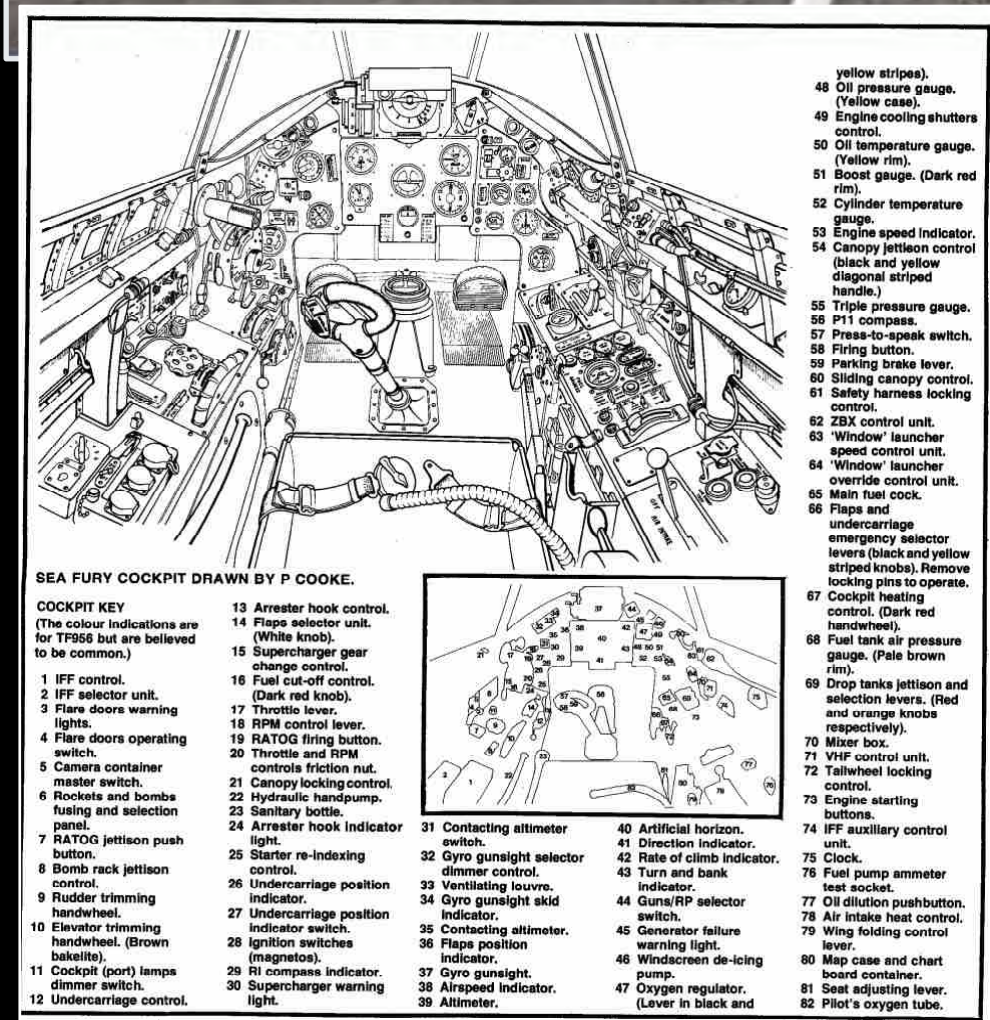 SEA FURY COCKPIT DRAWN BY P COOKE.
COCKPIT KEY
(The colour indications are
for TF956 but are believed
to be common.)
1 IFF control.
2 IFF selector unit.
3 Flare doors warning
lights.
4 Flare doors operating
switch.
5 Camera container
master switch.
6 Rockets and bombs
fusing and selection
panel.
7 RATOG jettison push
button.
8 Bomb rack jettison
control.
9 Rudder trimming
handwheel.
10 Elevator trimming
handwheel. (Brown
bakelite).
11 Cockpit (port) lamps
dimmer switch.
12 Undercarriage control.
13 Arrester hook control.
14 Flaps selector unit.
(White knob).
15 Supercharger gear
change control.
16 Fuel cut-off control.
(Dark red knob).
17 Throttle lever.
18 RPM control lever.
19 RATOG firing button.
20 Throttle and RPM
controls friction nut.
21 Canopy locking control.
22 Hydraulic handpump.
23 Sanitary bottle.
24 Arrester hook indicator
light.
25 Starter re-indexing
control.
26 Undercarriage position
indicator.
27 Undercarriage position
indicator switch.
28 Ignition switches
(magnetos).
29 RI compass indicator.
30 Supercharger warning
light.
31 Contacting altimeter
switch.
32 Gyro gunsight selector
dimmer control.
33 Ventilating louvre.
34 Gyro gunsight skid
indicator.
35 Contacting altimeter.
36 Flaps position
indicator.
37 Gyro gunsight.
38 Airspeed indicator.
39 Altimeter.
40 Artificial horizon.
41 Direction indicator.
42 Rate of climb indicator.
43 Turn and bank
indicator.
44 Guns/RP selector
switch.
45 Generator failure
warning light.
46 Windscreen de-icing
pump.
47 Oxygen regulator.
(Lever in black and
yellow stripes).
48 Oil pressure gauge.
(Yellow case).
49 Engine cooling shutters
control.
50 Oil temperature gauge.
(Yellow rim).
51 Boost gauge. (Dark red
rim).
52 Cylinder temperature
gauge.
53 Engine speed indicator.
54 Canopy jettison control
(black and yellow
diagonal striped
handle.)
55 Triple pressure gauge.
56 P11 compass.
57 Press-to-speak switch.
58 Firing button.
59 Parking brake lever.
60 Sliding canopy control.
61 Safety harness locking
control.
62 ZBX control unit.
63 'Window' launcher
speed control unit.
64 'Window' launcher
override control unit.
65 Main fuel cock.
66 Flaps and
undercarriage
emergency selector
levers (black and yellow
striped knobs). Remove
locking pins to operate.
67 Cockpit heating
control. (Dark red
handwheel).
68 Fuel tank air pressure
gauge. (Pale brown
rim).
69 Drop tanks jettison and
selection levers. (Red
and orange knobs
respectively).
70 Mixer box.
71 VHF control unit.
72 Tailwheel locking
control.
73 Engine starting
buttons.
74 IFF auxiliary control
unit.
75 Clock.
76 Fuel pump ammeter
test socket.
77 Oil dilution pushbutton.
78 Air intake heat control.
79 Wing folding control
lever.
80 Map case and chart
board container.
81 Seat adjusting lever.
82 Pilot's oxygen tube.
OFF
AIR INTAKE